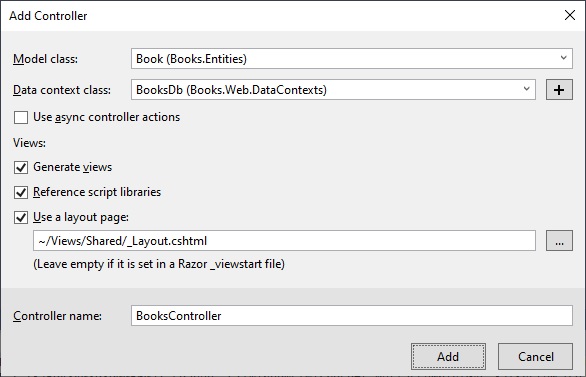 Add Controller
Model class: Book (Books.Entities)
Data context class: BooksDb (Books.Web.DataContexts) +
Use async controller actions
Views:
Generate views
Reference script libraries
Use a layout page:
~/Views/Shared/_Layout.cshtml ...
(Leave empty if it is set in a Razor _viewstart file)
Controller name: BooksController
Add Cancel